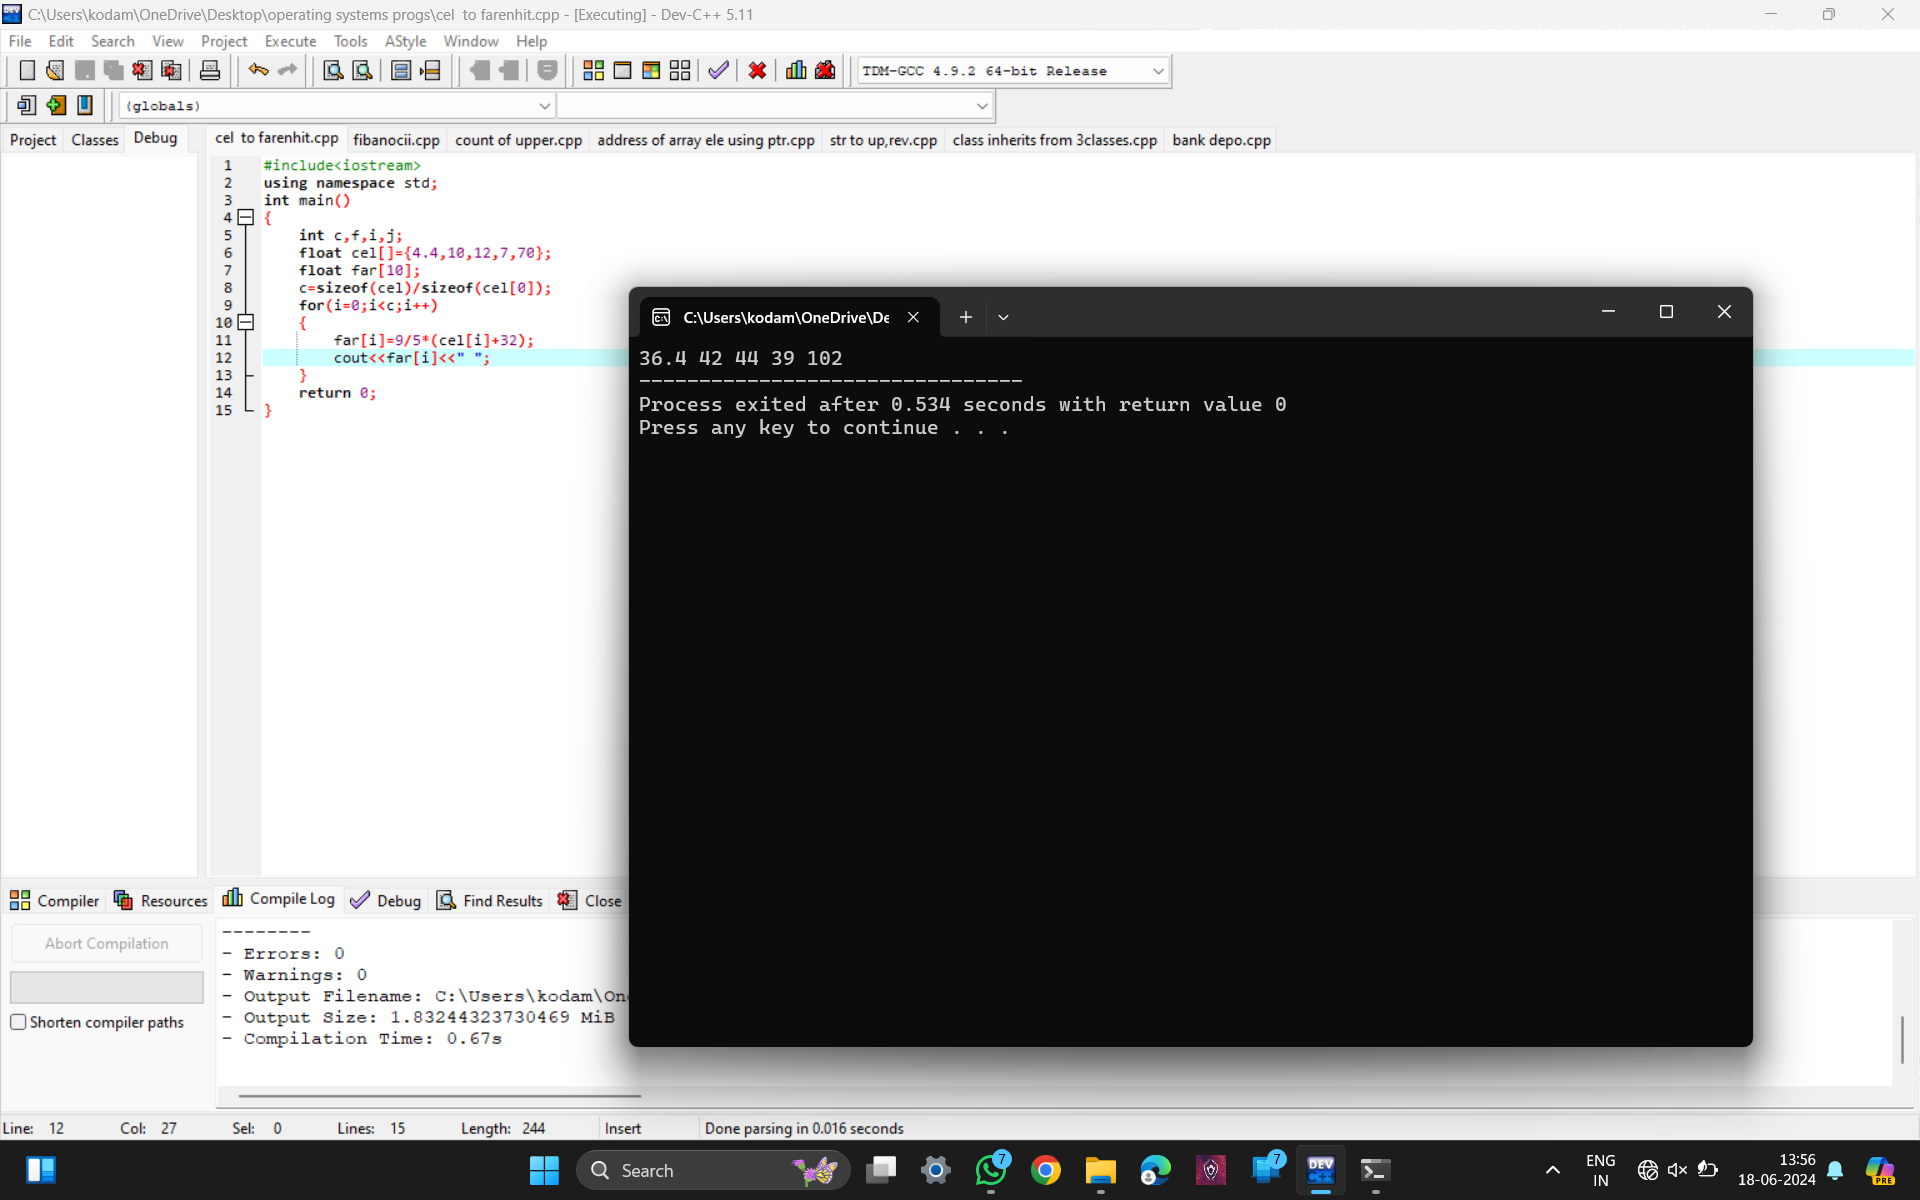 C:\Users\kodam\OneDrive\Desktop\operating systems progs\cel to farenhit.cpp - [Executing] - Dev-C++ 5.11
File Edit Search View Project Execute Tools AStyle Window Help
TDM-GCC 4.9.2 64-bit Release
(globals)
Project Classes Debug
cel to farenhit.cpp fibanocii.cpp count of upper.cpp address of array ele using ptr.cpp str to up,rev.cpp class inherits from 3classes.cpp bank depo.cpp
1 #include<iostream>
2 using namespace std;
3 int main()
4 {
5 int c,f,i,j;
6 float cel[]={4.4,10,12,7,70};
7 float far[10];
8 c=sizeof(cel)/sizeof(cel[0]);
9 for(i=0;i<c;i++)
10 {
11 far[i]=9/5*(cel[i]+32);
12 cout<<far[i]<<" ";
13 }
14 return 0;
15 }
C:\Users\kodam\OneDrive\De
36.4 42 44 39 102
--------------------------------
Process exited after 0.534 seconds with return value 0
Press any key to continue . . .
Compiler Resources Compile Log Debug Find Results Close
Abort Compilation
Shorten compiler paths
--------
- Errors: 0
- Warnings: 0
- Output Filename: C:\Users\kodam\On
- Output Size: 1.83244323730469 MiB
- Compilation Time: 0.67s
Line: 12 Col: 27 Sel: 0 Lines: 15 Length: 244 Insert Done parsing in 0.016 seconds
Search
7
7
DEV
ENG
IN
13:56
18-06-2024
PRE